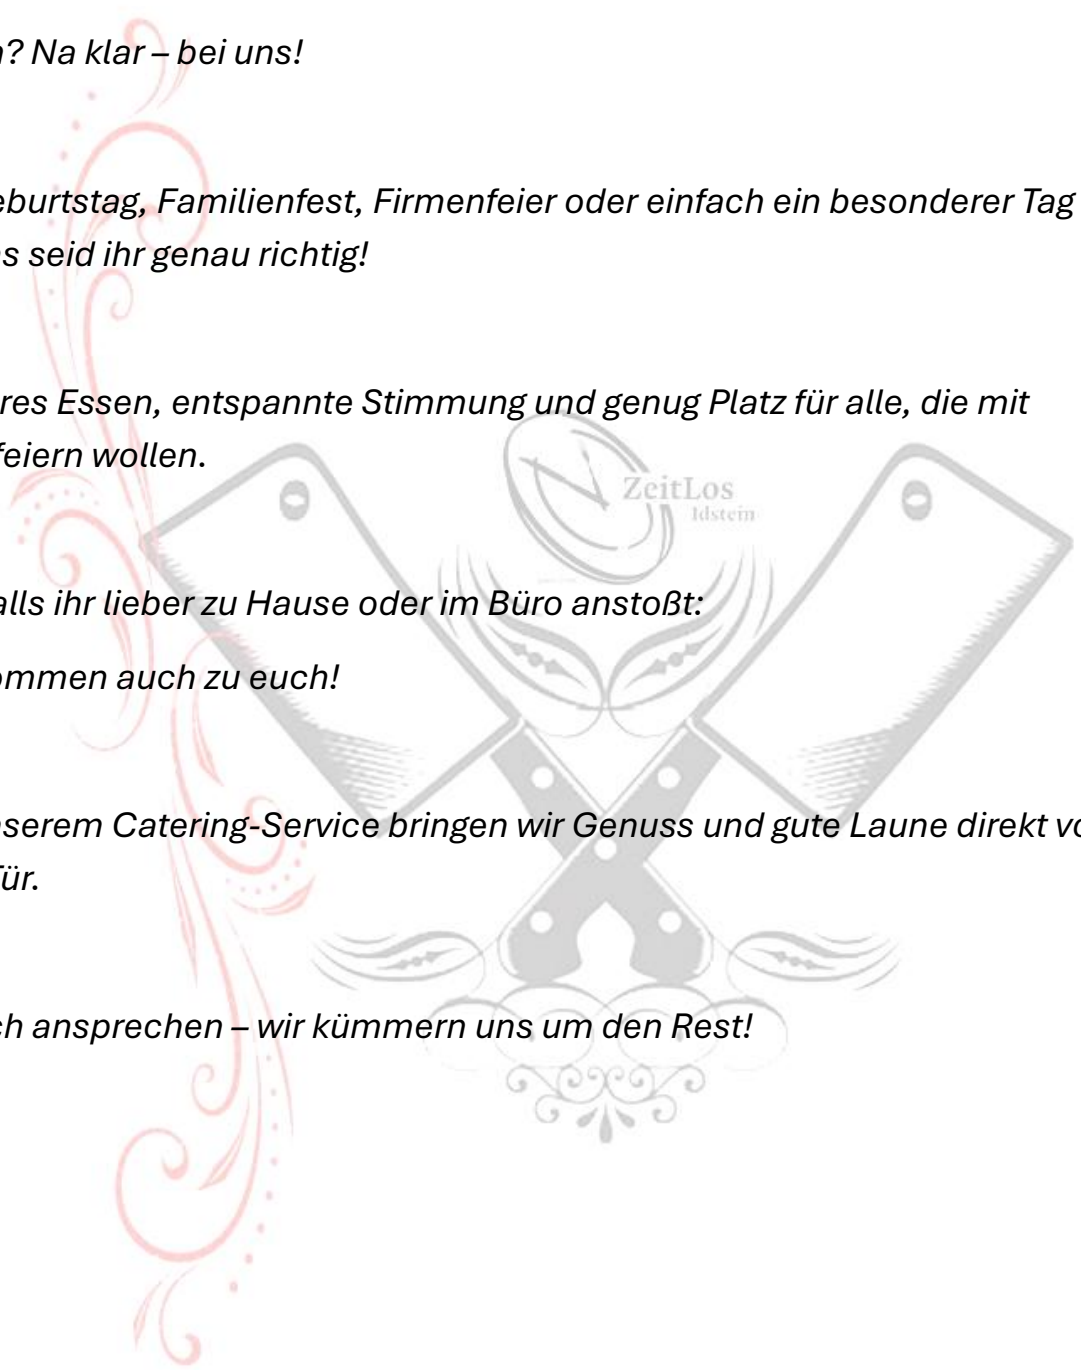 ? Na klar – bei uns!
eburtstag, Familienfest, Firmenfeier oder einfach ein besonderer Tag
s seid ihr genau richtig!
res Essen, entspannte Stimmung und genug Platz für alle, die mit
feiern wollen.
ZeitLos
Idstein
alls ihr lieber zu Hause oder im Büro anstoßt:
ommen auch zu euch!
nserem Catering-Service bringen wir Genuss und gute Laune direkt vo
Tür.
ch ansprechen – wir kümmern uns um den Rest!